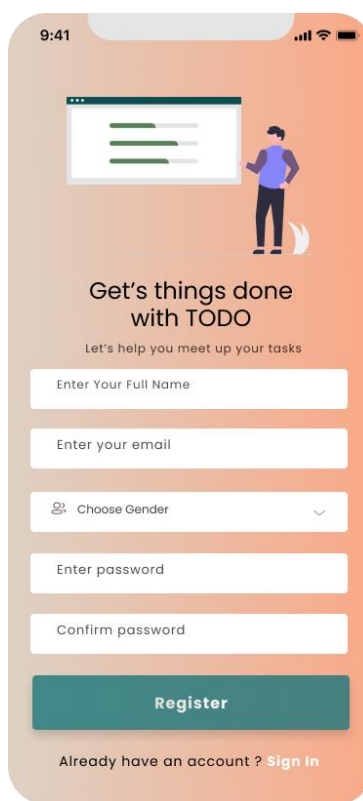 9:41
Get's things done
with TODO
Let's help you meet up your tasks
Enter Your Full Name
Enter your email
Choose Gender
Enter password
Confirm password
Register
Already have an account ? Sign In